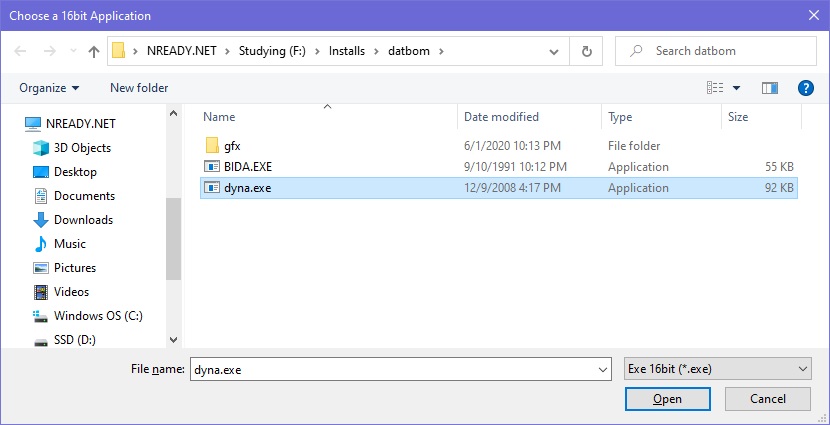 Choose a 16bit Application
NREADY.NET > Studying (F:) > Installs > datbom >
Search datbom
Organize
New folder
?
NREADY.NET
3D Objects
Desktop
Documents
Downloads
Music
Pictures
Videos
Windows OS (C:)
SSD (D:)
Name Date modified Type Size
gfx 6/1/2020 10:13 PM File folder
BIDA.EXE 9/10/1991 10:12 PM Application 55 KB
dyna.exe 12/9/2008 4:17 PM Application 92 KB
File name: dyna.exe
Exe 16bit (*.exe)
Open
Cancel